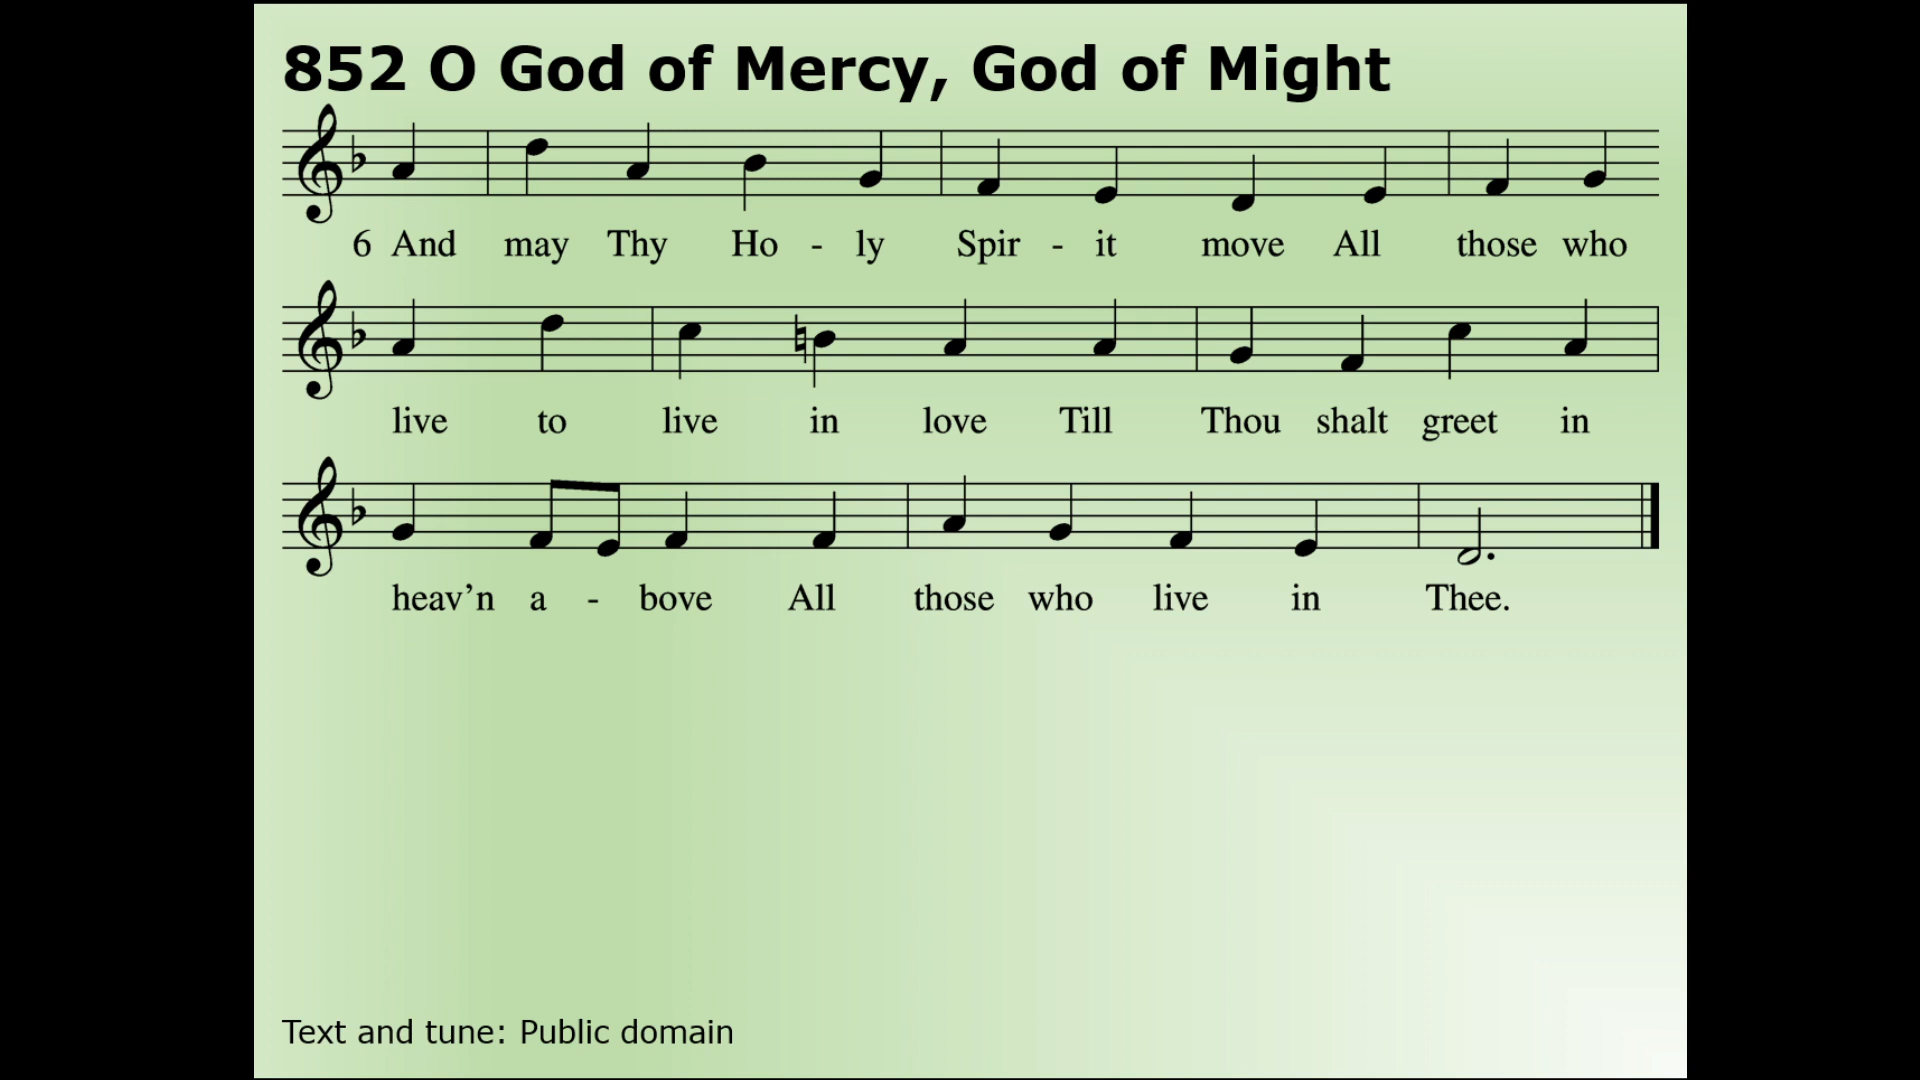 852 O God of Mercy, God of Might
6 And may Thy Ho - ly Spir - it move All those who
live to live in love Till Thou shalt greet in
heav’n a - bove All those who live in Thee.
Text and tune: Public domain